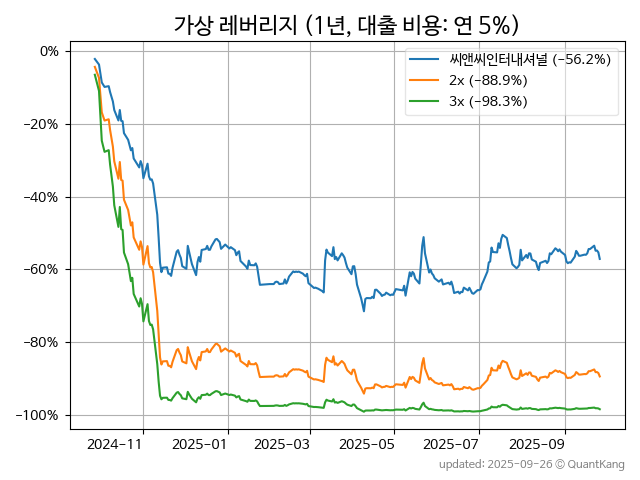 가상 레버리지 (1년, 대출 비용: 연 5%)
씨앤씨인터내셔널 (−56.2%)
2x (−88.9%)
3x (−98.3%)
0%
−20%
−40%
−60%
−80%
−100%
2024-11 2025-01 2025-03 2025-05 2025-07 2025-09
updated: 2025-09-26 © QuantKang